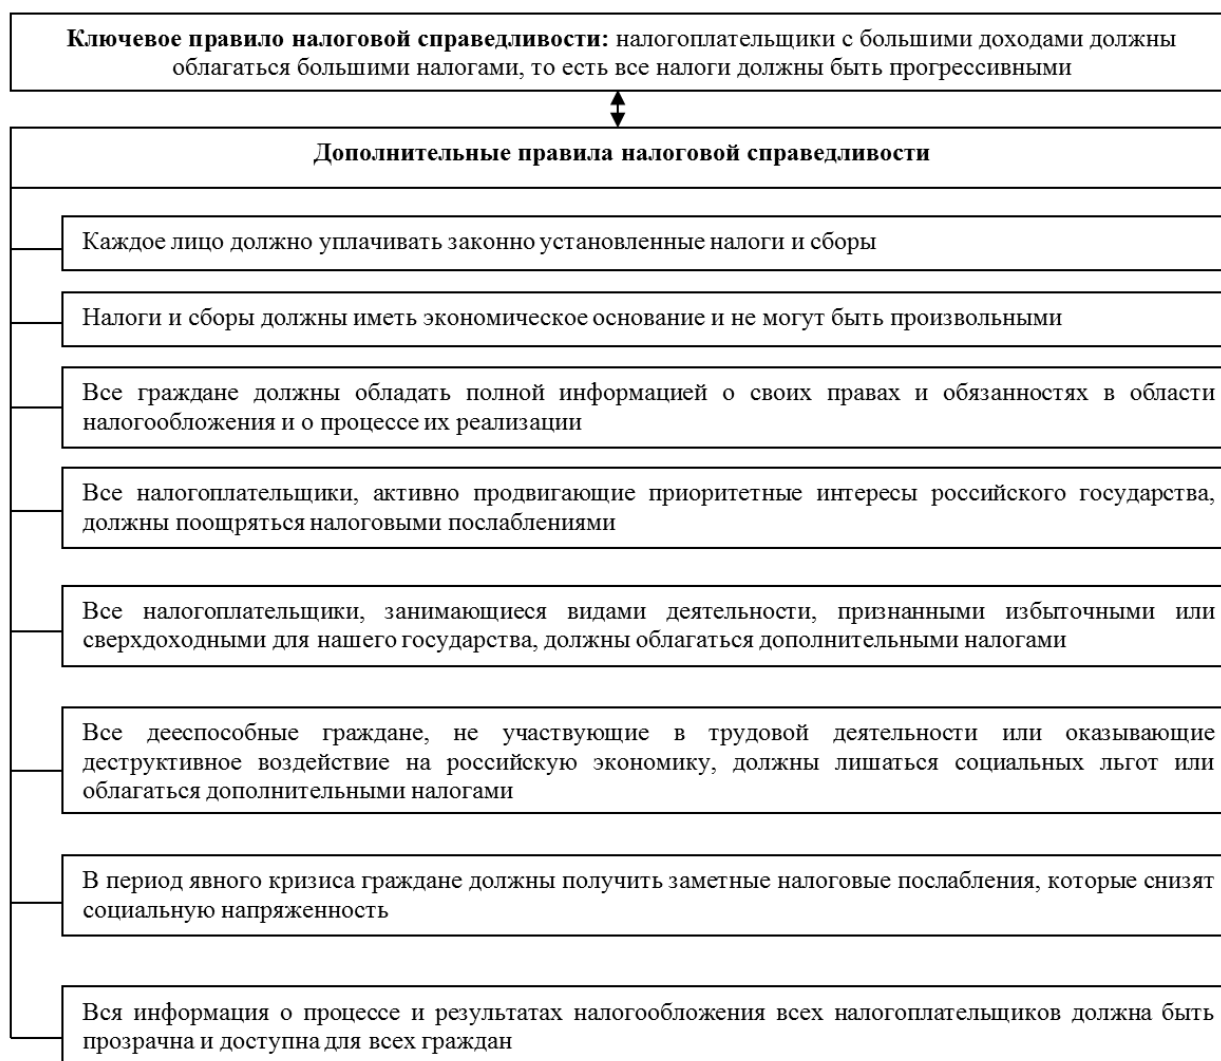 Ключевое правило налоговой справедливости: налогоплательщики с большими доходами должны
облагаться большими налогами, то есть все налоги должны быть прогрессивными
Дополнительные правила налоговой справедливости
Каждое лицо должно уплачивать законно установленные налоги и сборы
Налоги и сборы должны иметь экономическое основание и не могут быть произвольными
Все граждане должны обладать полной информацией о своих правах и обязанностях в области
налогообложения и о процессе их реализации
Все налогоплательщики, активно продвигающие приоритетные интересы российского государства,
должны поощряться налоговыми послаблениями
Все налогоплательщики, занимающиеся видами деятельности, признанными избыточными или
сверхдоходными для нашего государства, должны облагаться дополнительными налогами
Все дееспособные граждане, не участвующие в трудовой деятельности или оказывающие
деструктивное воздействие на российскую экономику, должны лишаться социальных льгот или
облагаться дополнительными налогами
В период явного кризиса граждане должны получить заметные налоговые послабления, которые снизят
социальную напряженность
Вся информация о процессе и результатах налогообложения всех налогоплательщиков должна быть
прозрачна и доступна для всех граждан